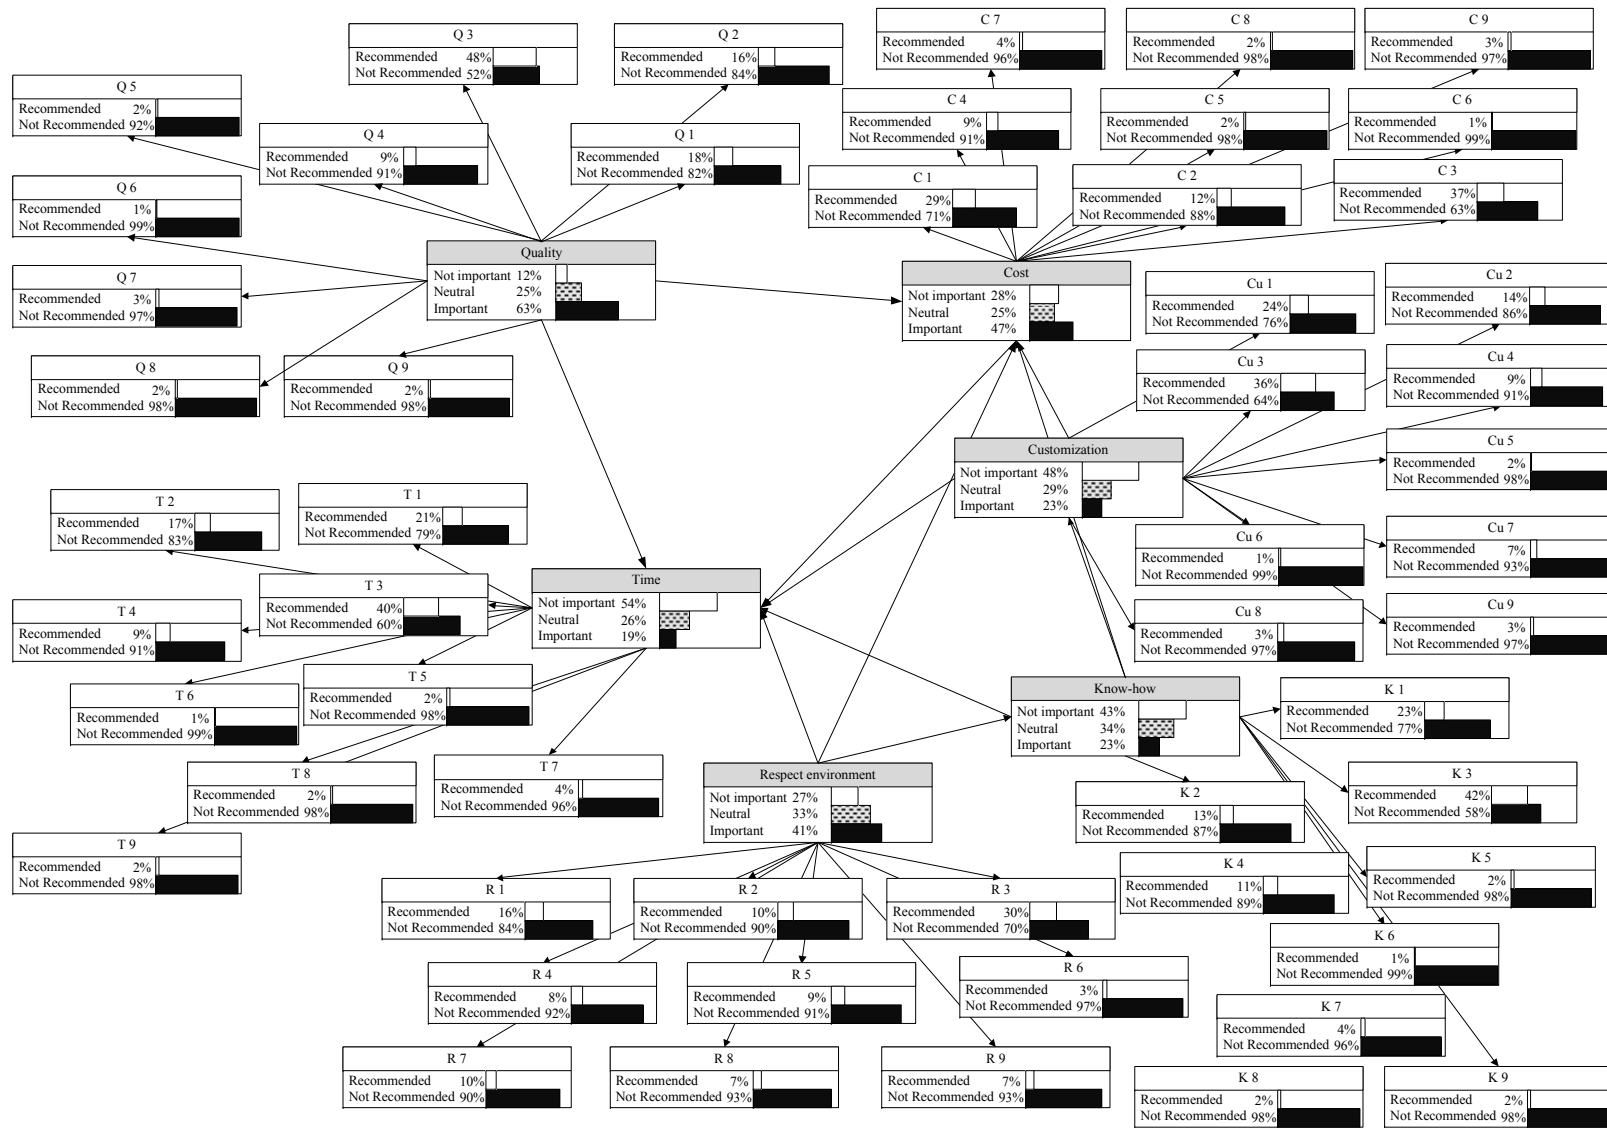 Q 3
Recommended 48%
Not Recommended 52%
Q 2
Recommended 16%
Not Recommended 84%
C 7
Recommended 4%
Not Recommended 96%
C 8
Recommended 2%
Not Recommended 98%
C 9
Recommended 3%
Not Recommended 97%
Q 5
Recommended 2%
Not Recommended 92%
Q 4
Recommended 9%
Not Recommended 91%
Q 1
Recommended 18%
Not Recommended 82%
C 4
Recommended 9%
Not Recommended 91%
C 5
Recommended 2%
Not Recommended 98%
C 6
Recommended 1%
Not Recommended 99%
Q 6
Recommended 1%
Not Recommended 99%
C 1
Recommended 29%
Not Recommended 71%
C 2
Recommended 12%
Not Recommended 88%
C 3
Recommended 37%
Not Recommended 63%
Quality
Not important 12%
Neutral 25%
Important 63%
Cost
Not important 28%
Neutral 25%
Important 47%
Q 7
Recommended 3%
Not Recommended 97%
Cu 1
Recommended 24%
Not Recommended 76%
Cu 2
Recommended 14%
Not Recommended 86%
Q 8
Recommended 2%
Not Recommended 98%
Q 9
Recommended 2%
Not Recommended 98%
Cu 3
Recommended 36%
Not Recommended 64%
Cu 4
Recommended 9%
Not Recommended 91%
Customization
Not important 48%
Neutral 29%
Important 23%
Cu 5
Recommended 2%
Not Recommended 98%
T 2
Recommended 17%
Not Recommended 83%
T 1
Recommended 21%
Not Recommended 79%
Cu 6
Recommended 1%
Not Recommended 99%
Cu 7
Recommended 7%
Not Recommended 93%
T 3
Recommended 40%
Not Recommended 60%
Time
Not important 54%
Neutral 26%
Important 19%
T 4
Recommended 9%
Not Recommended 91%
Cu 8
Recommended 3%
Not Recommended 97%
Cu 9
Recommended 3%
Not Recommended 97%
T 6
Recommended 1%
Not Recommended 99%
T 5
Recommended 2%
Not Recommended 98%
Know-how
Not important 43%
Neutral 34%
Important 23%
K 1
Recommended 23%
Not Recommended 77%
T 8
Recommended 2%
Not Recommended 98%
T 7
Recommended 4%
Not Recommended 96%
Respect environment
Not important 27%
Neutral 33%
Important 41%
K 2
Recommended 13%
Not Recommended 87%
K 3
Recommended 42%
Not Recommended 58%
T 9
Recommended 2%
Not Recommended 98%
K 4
Recommended 11%
Not Recommended 89%
K 5
Recommended 2%
Not Recommended 98%
R 1
Recommended 16%
Not Recommended 84%
R 2
Recommended 10%
Not Recommended 90%
R 3
Recommended 30%
Not Recommended 70%
K 6
Recommended 1%
Not Recommended 99%
R 4
Recommended 8%
Not Recommended 92%
R 5
Recommended 9%
Not Recommended 91%
R 6
Recommended 3%
Not Recommended 97%
K 7
Recommended 4%
Not Recommended 96%
R 7
Recommended 10%
Not Recommended 90%
R 8
Recommended 7%
Not Recommended 93%
R 9
Recommended 7%
Not Recommended 93%
K 8
Recommended 2%
Not Recommended 98%
K 9
Recommended 2%
Not Recommended 98%